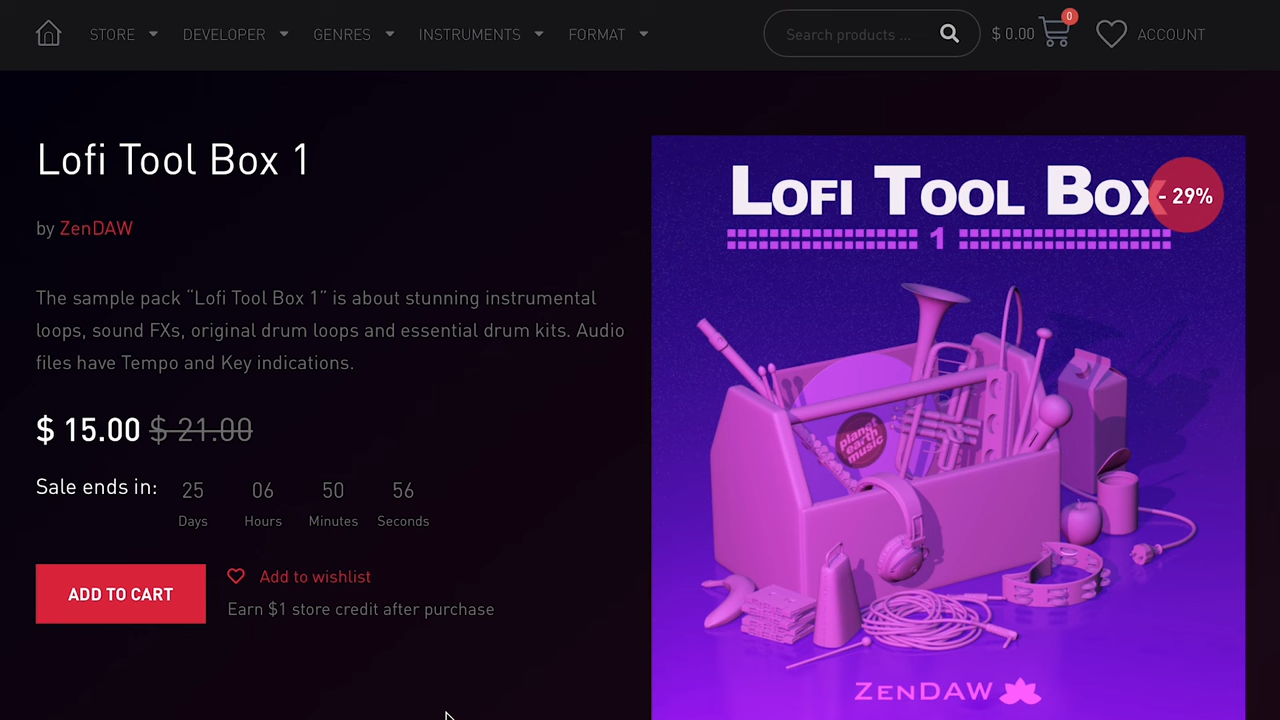 STORE DEVELOPER GENRES INSTRUMENTS FORMAT Search products ... $ 0.00 0 ACCOUNT
Lofi Tool Box 1
by ZenDAW
The sample pack “Lofi Tool Box 1” is about stunning instrumental
loops, sound FXs, original drum loops and essential drum kits. Audio
files have Tempo and Key indications.
$ 15.00 $ 21.00
Sale ends in: 25 06 50 56
Days Hours Minutes Seconds
ADD TO CART
Add to wishlist
Earn $1 store credit after purchase
LOFI TOOL BOX
- 29%
1
planet
earth
music
ZENDAW